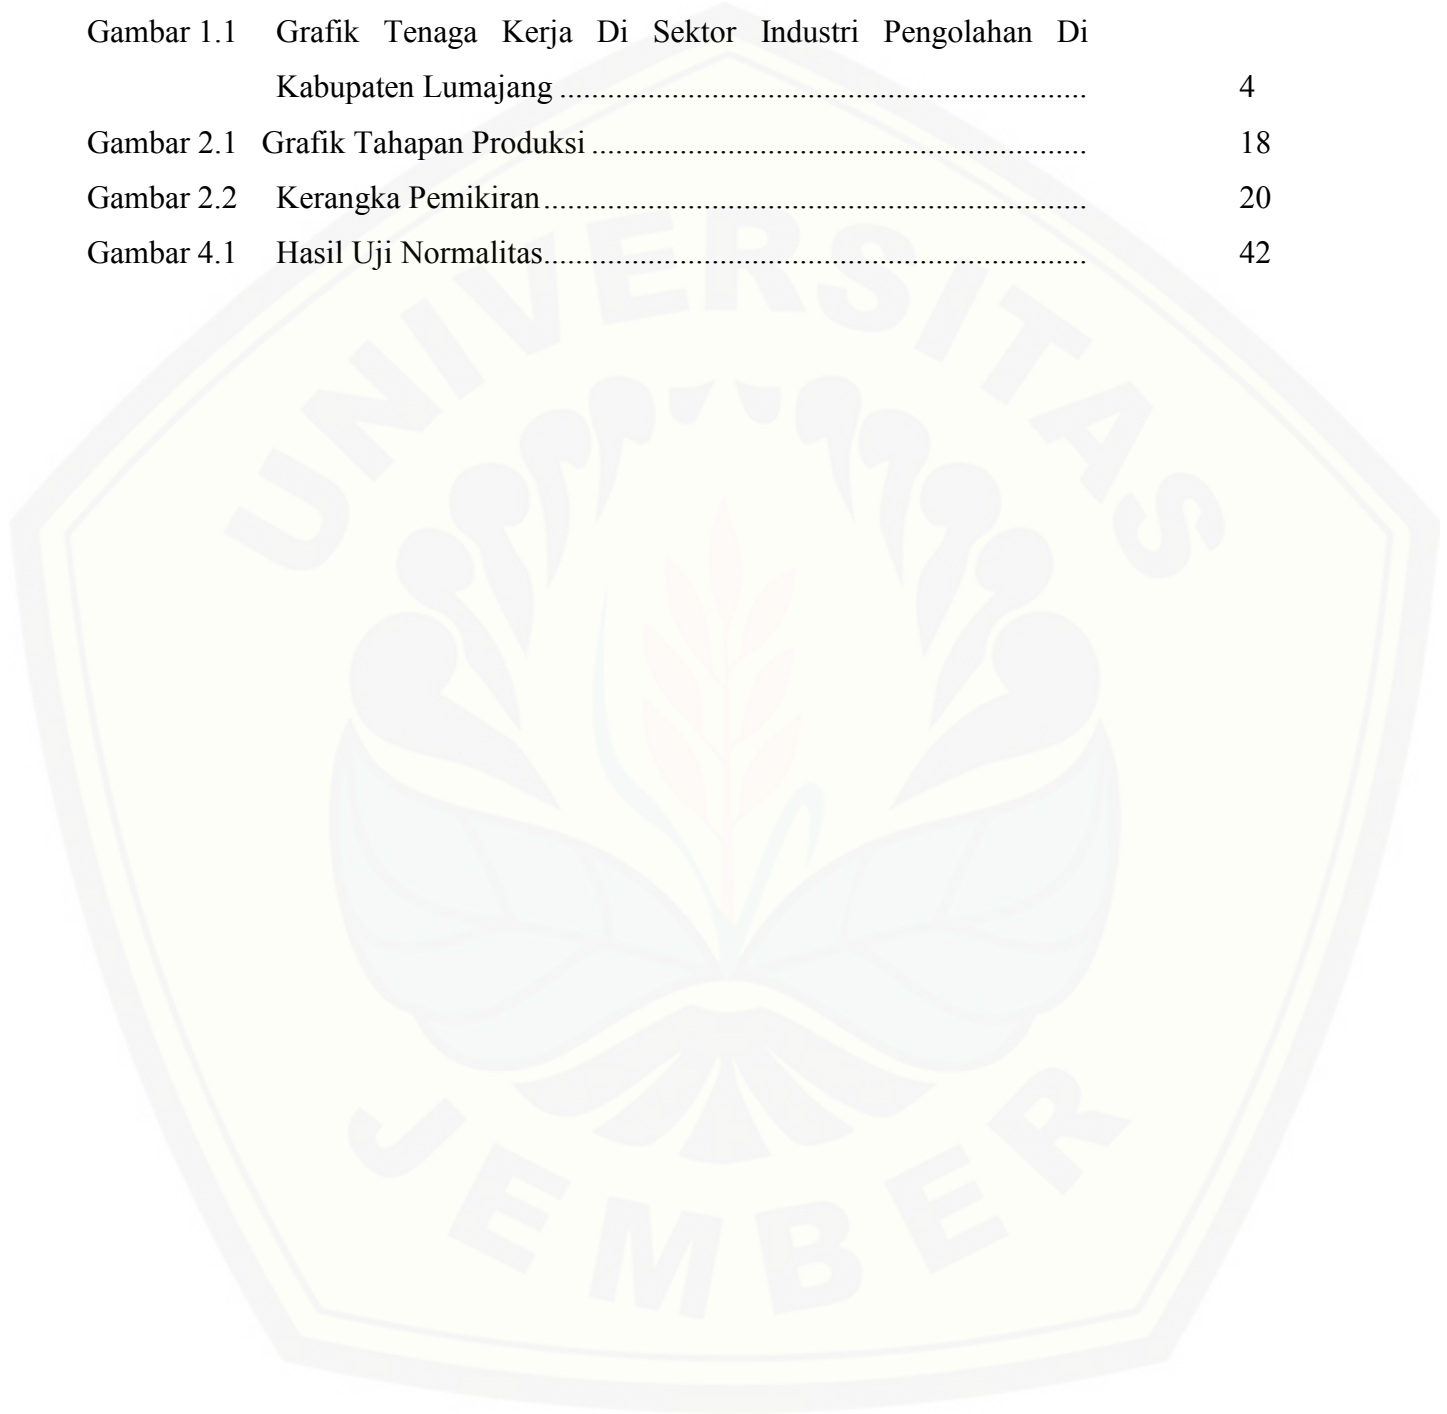 Gambar 1.1 Grafik Tenaga Kerja Di Sektor Industri Pengolahan Di
Kabupaten Lumajang ................................................................... 4
Gambar 2.1 Grafik Tahapan Produksi ............................................................... 18
Gambar 2.2 Kerangka Pemikiran ..................................................................... 20
Gambar 4.1 Hasil Uji Normalitas ..................................................................... 42
UNIVERSITAS
JEMBER